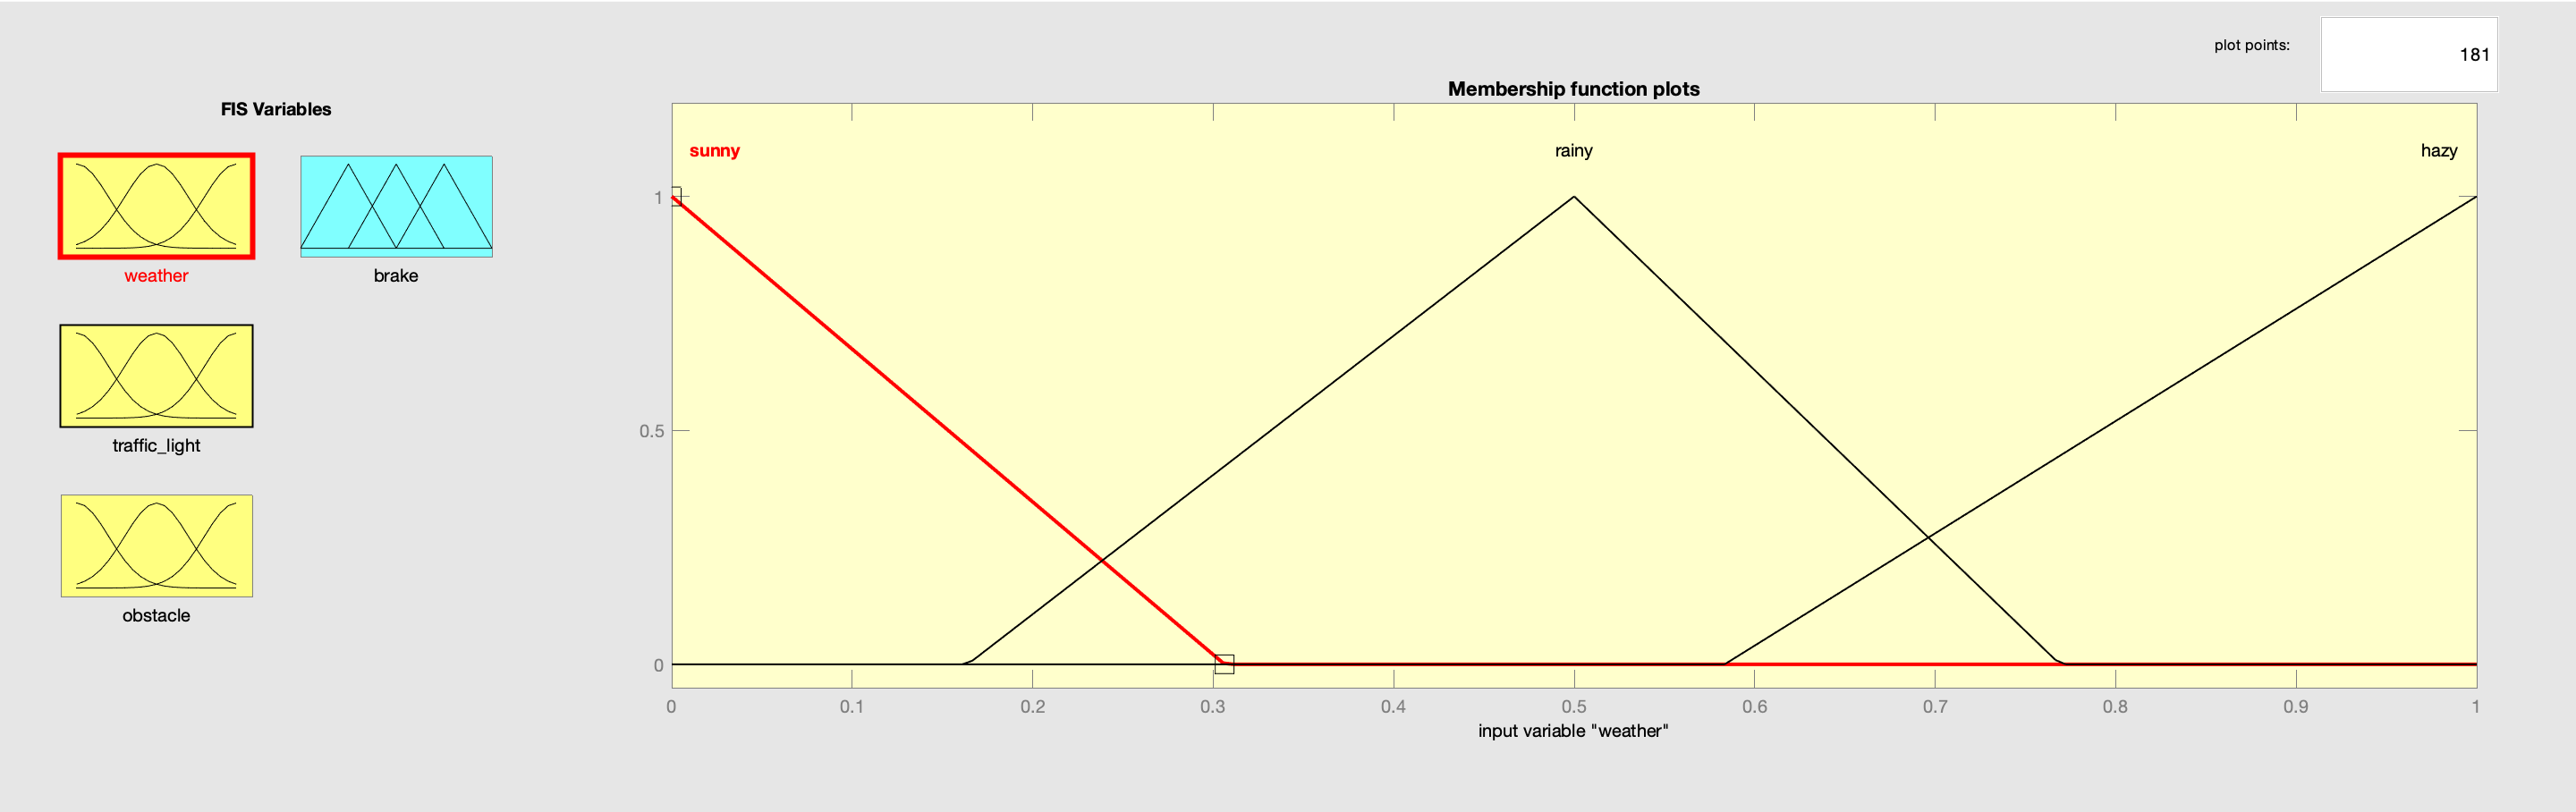 plot points:
181
Membership function plots
FIS Variables
weather
brake
traffic_light
obstacle
sunny
rainy
hazy
1
0.5
0
0 0.1 0.2 0.3 0.4 0.5 0.6 0.7 0.8 0.9 1
input variable "weather"